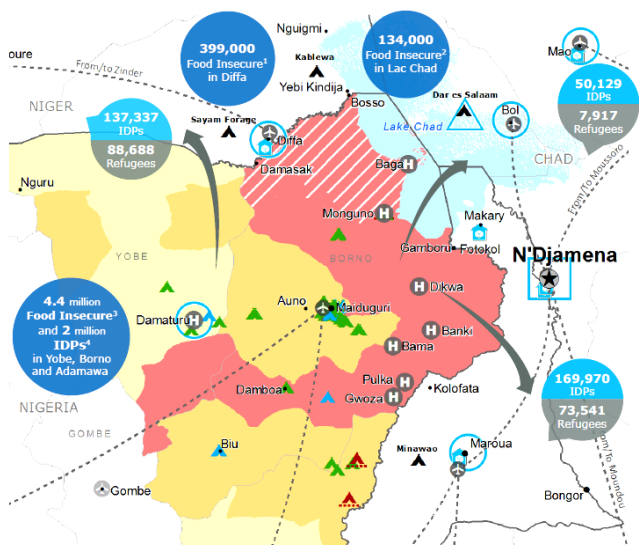 Nguigmi
399,000
Food Insecure1
in Diffa
134,000
Food Insecure2
in Lac Chad
Kablewa
Mao
oure
From/to Zinder
Yebi Kindija
Bosso
Dar es Salaam
Bol
50,129
IDPs
7,917
Refugees
NIGER
137,337
IDPs
88,688
Refugees
Sayam Forage
Diffa
Lake Chad
CHAD
Damasak
Baga
H
From/To Moussoro
Nguru
Monguno
H
Makary
YOBE
BORNO
Gamboru
Fotokol
N'Djamena
4.4 million
Food Insecure3
and 2 million
IDPs4
in Yobe, Borno
and Adamawa
Dikwa
H
Auno
Maiduguri
Damaturu
H
Banki
H
Bama
H
Pulka
H
Damboa
Gwoza
H
Kolofata
169,970
IDPs
73,541
Refugees
NIGERIA
GOMBE
Biu
Minawao
Maroua
From/To Moundou
Gombe
Bongor